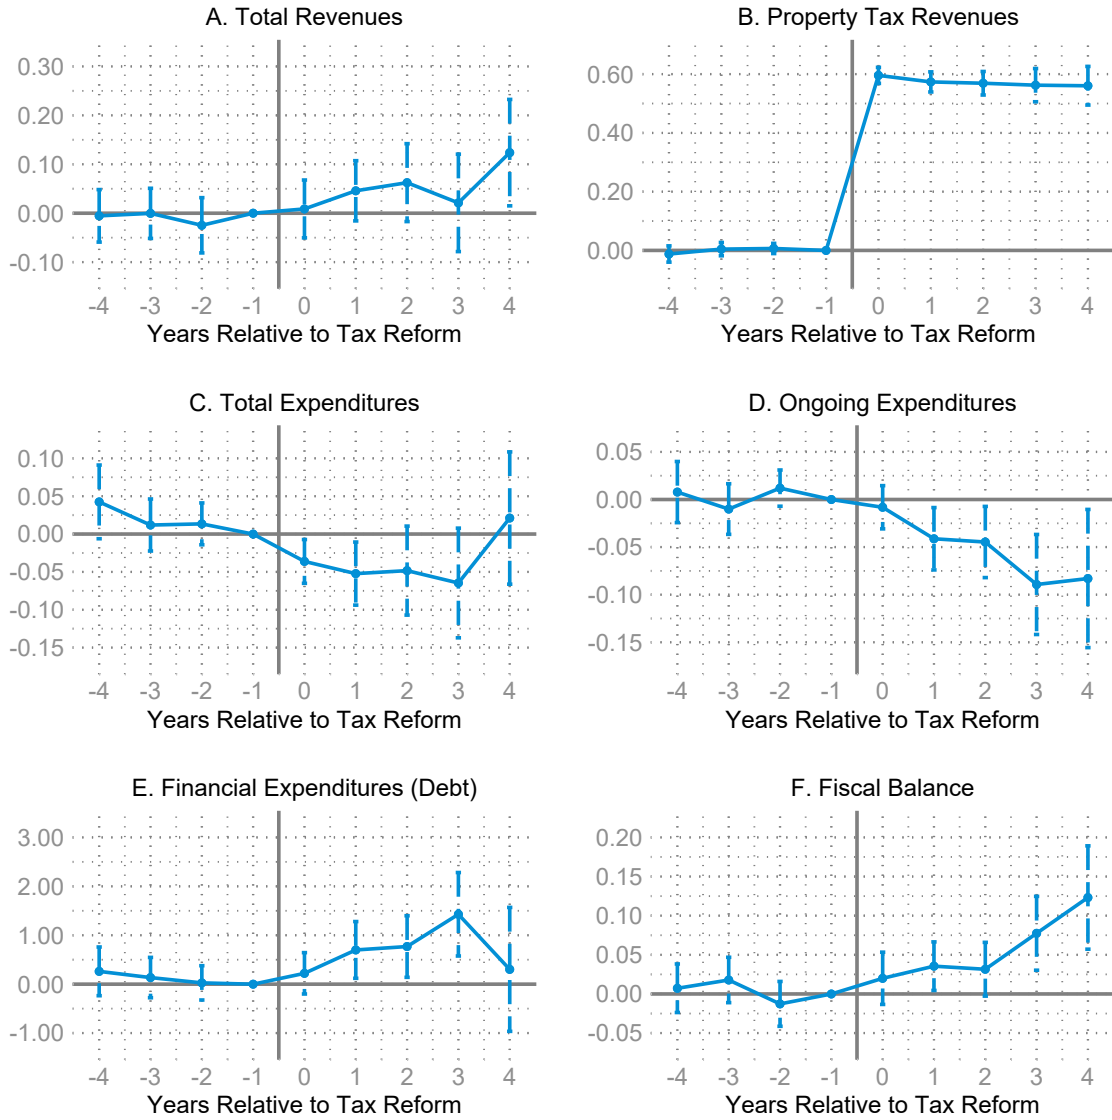 A. Total Revenues
0.30
0.20
0.10
0.00
-0.10
-4 -3 -2 -1 0 1 2 3 4
Years Relative to Tax Reform
B. Property Tax Revenues
0.60
0.40
0.20
0.00
-4 -3 -2 -1 0 1 2 3 4
Years Relative to Tax Reform
C. Total Expenditures
0.10
0.05
0.00
-0.05
-0.10
-0.15
-4 -3 -2 -1 0 1 2 3 4
Years Relative to Tax Reform
D. Ongoing Expenditures
0.05
0.00
-0.05
-0.10
-0.15
-4 -3 -2 -1 0 1 2 3 4
Years Relative to Tax Reform
E. Financial Expenditures (Debt)
3.00
2.00
1.00
0.00
-1.00
-4 -3 -2 -1 0 1 2 3 4
Years Relative to Tax Reform
F. Fiscal Balance
0.20
0.15
0.10
0.05
0.00
-0.05
-4 -3 -2 -1 0 1 2 3 4
Years Relative to Tax Reform